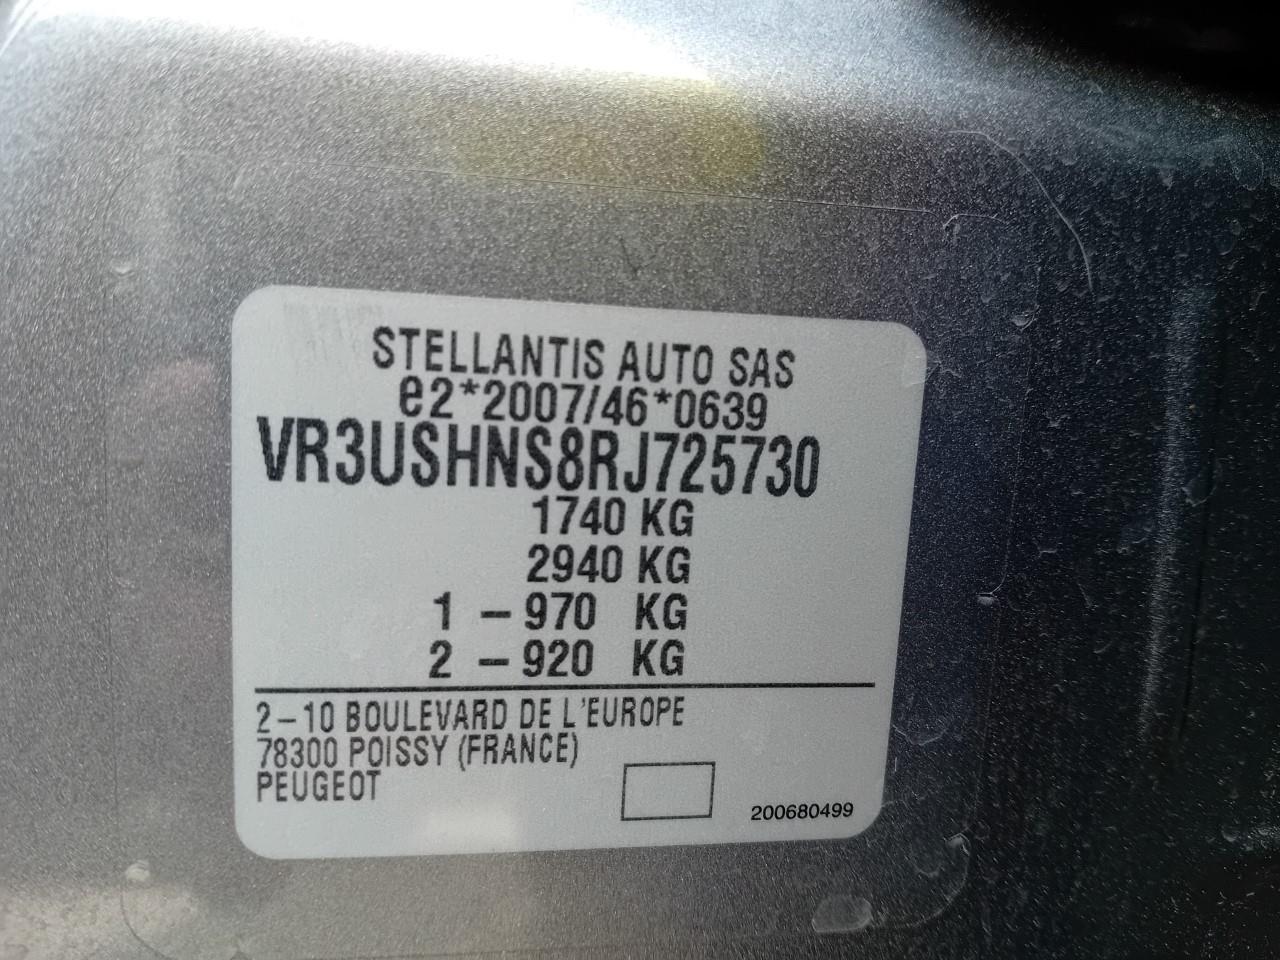 STELLANTIS AUTO SAS
e2*2007/46*0639
VR3USHNS8RJ725730
1740 KG
2940 KG
1 – 970 KG
2 – 920 KG
2–10 BOULEVARD DE L'EUROPE
78300 POISSY (FRANCE)
PEUGEOT
200680499